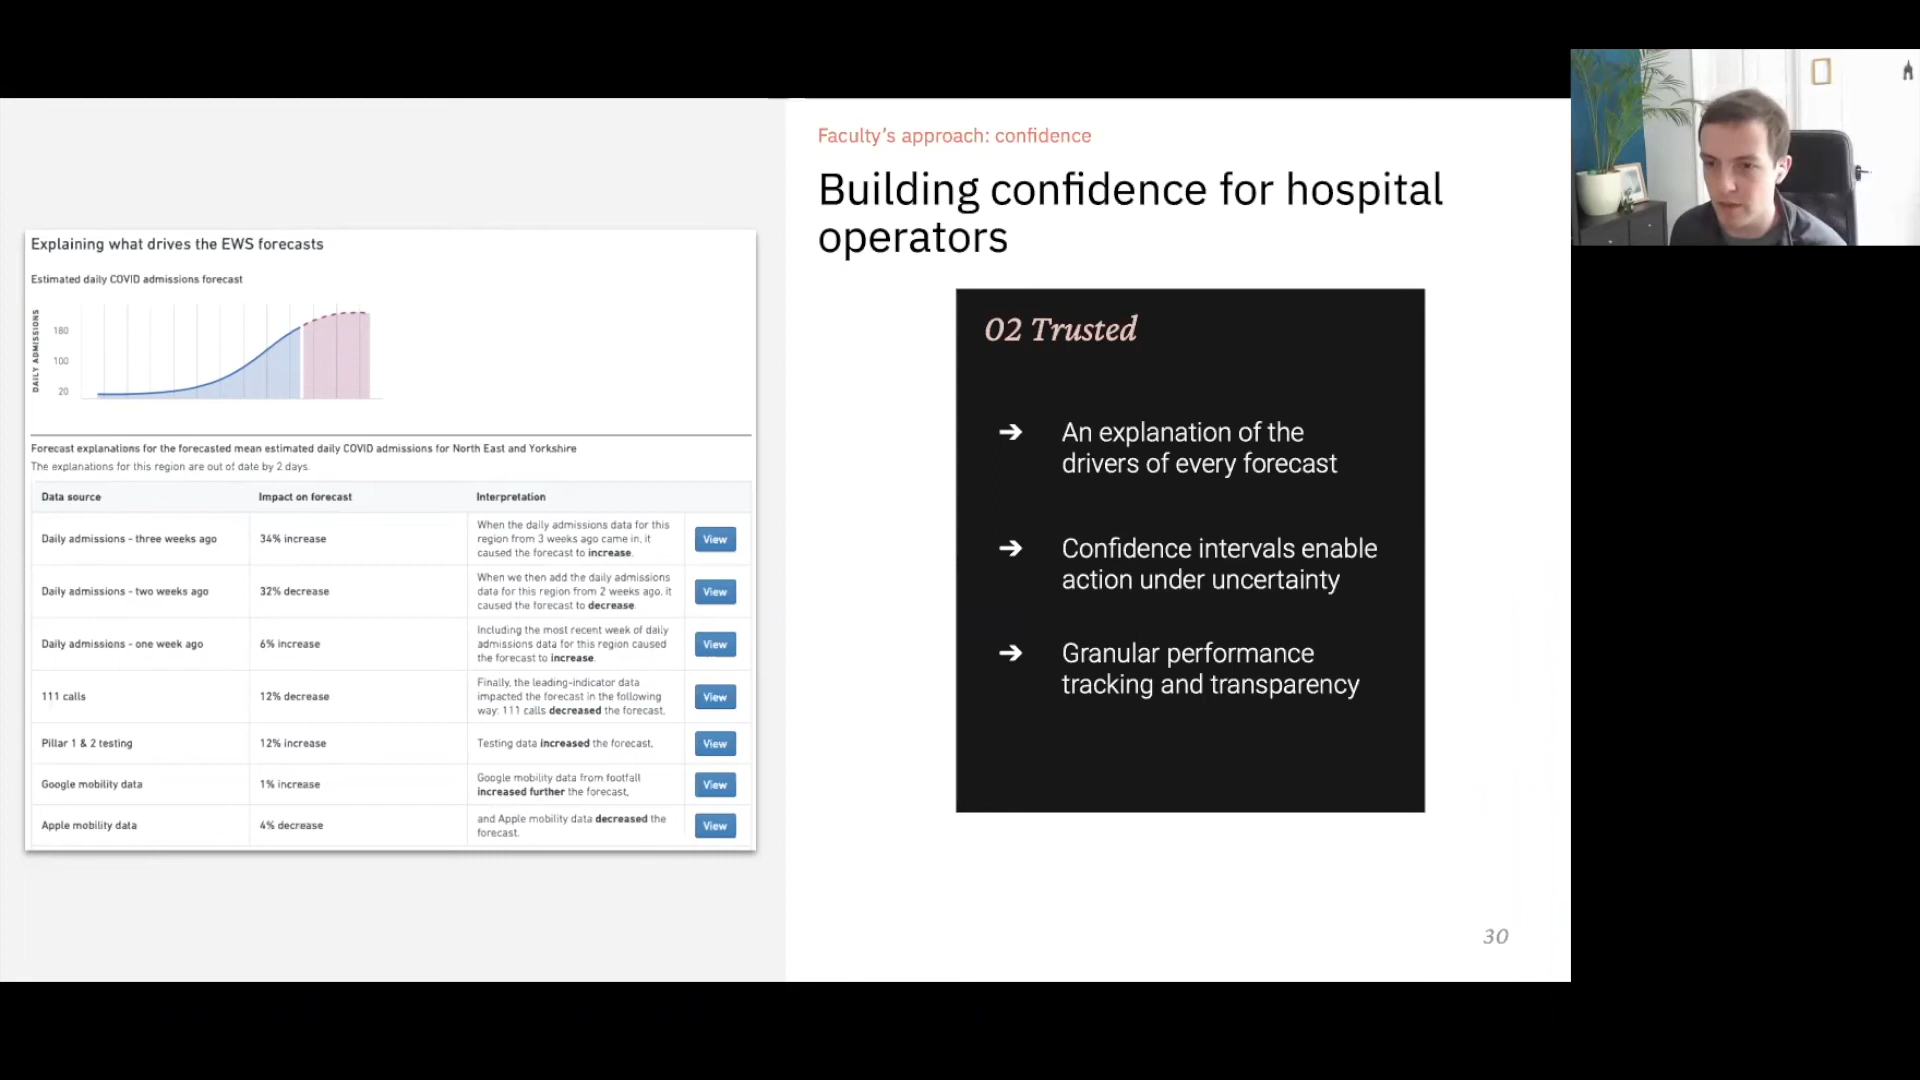 Explaining what drives the EWS forecasts
Estimated daily COVID admissions forecast
DAILY ADMISSIONS
180
100
20
Forecast explanations for the forecasted mean estimated daily COVID admissions for North East and Yorkshire
The explanations for this region are out of date by 2 days.
Data source Impact on forecast Interpretation
Daily admissions - three weeks ago 34% increase
When the daily admissions data for this
region from 3 weeks ago came in, it
caused the forecast to increase.
View
Daily admissions - two weeks ago 32% decrease
When we then add the daily admissions
data for this region from 2 weeks ago, it
caused the forecast to decrease.
View
Daily admissions - one week ago 6% increase
Including the most recent week of daily
admissions data for this region caused
the forecast to increase.
View
111 calls 12% decrease
Finally, the leading-indicator data
impacted the forecast in the following
way: 111 calls decreased the forecast,
View
Pillar 1 & 2 testing 12% increase
Testing data increased the forecast,
View
Google mobility data 1% increase
Google mobility data from footfall
increased further the forecast,
View
Apple mobility data 4% decrease
and Apple mobility data decreased the
forecast.
View
Faculty's approach: confidence
Building confidence for hospital
operators
02 Trusted
➔ An explanation of the
drivers of every forecast
➔ Confidence intervals enable
action under uncertainty
➔ Granular performance
tracking and transparency
30